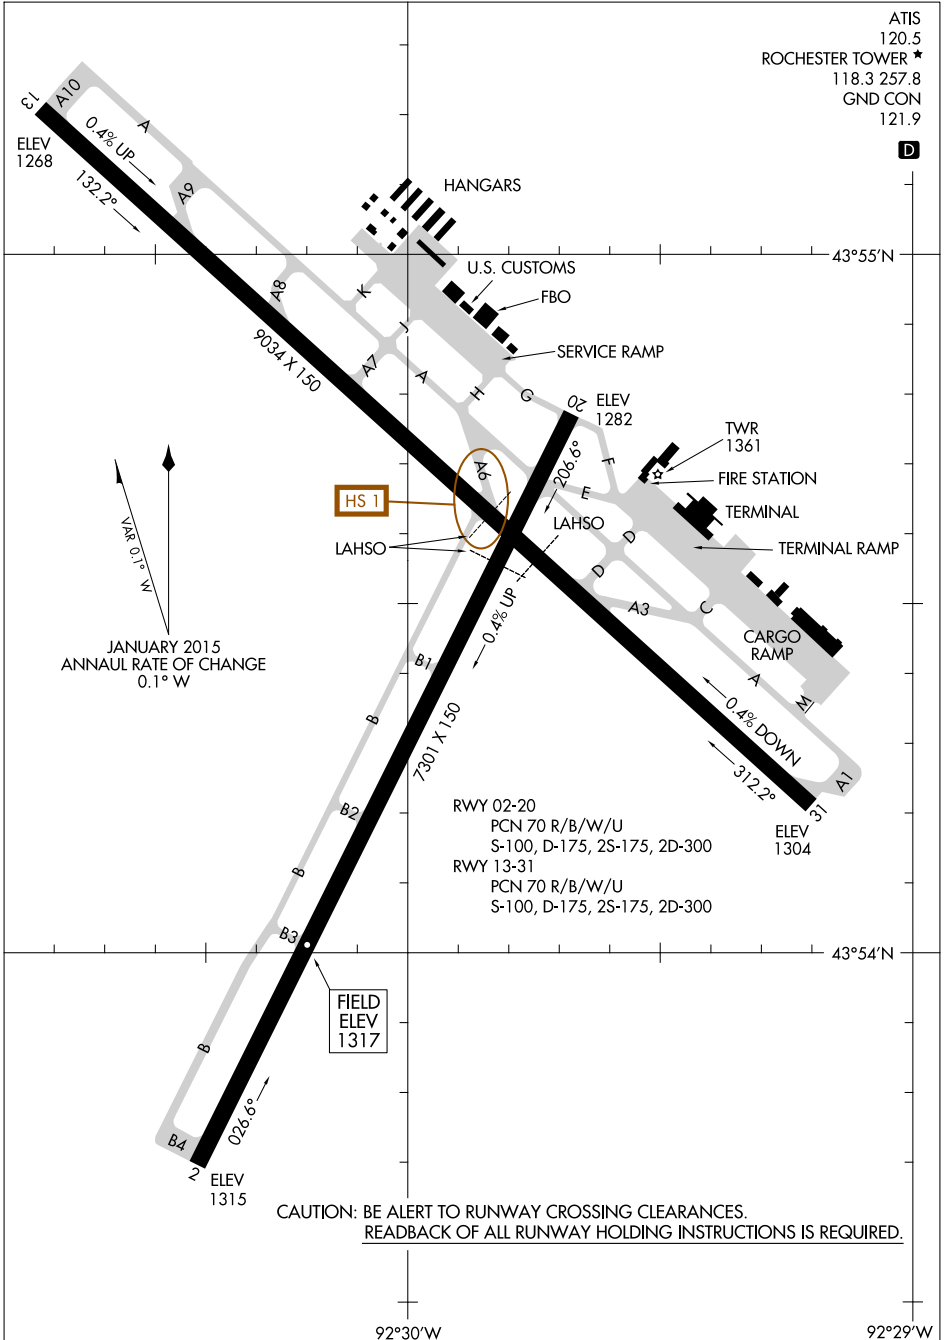 ATIS
120.5
ROCHESTER TOWER ★
118.3 257.8
GND CON
121.9
D
13
A10
A
0.4% UP
ELEV
1268
132.2°
A9
HANGARS
43°55'N
U.S. CUSTOMS
A8
K
FBO
J
SERVICE RAMP
9034 X 150
A7
A
H
G
20
ELEV
1282
TWR
1361
206.6°
F
FIRE STATION
A6
HS 1
E
TERMINAL
LAHSO
LAHSO
D
TERMINAL RAMP
VAR 0.1° W
D
0.4% UP
A3
C
CARGO
RAMP
JANUARY 2015
ANNAUL RATE OF CHANGE
0.1° W
B1
A
M
B
0.4% DOWN
7301 X 150
312.2°
A1
31
ELEV
1304
B2
RWY 02-20
PCN 70 R/B/W/U
S-100, D-175, 2S-175, 2D-300
RWY 13-31
PCN 70 R/B/W/U
S-100, D-175, 2S-175, 2D-300
B
B3
43°54'N
FIELD
ELEV
1317
B
026.6°
B4
2
ELEV
1315
CAUTION: BE ALERT TO RUNWAY CROSSING CLEARANCES.
READBACK OF ALL RUNWAY HOLDING INSTRUCTIONS IS REQUIRED.
92°30'W
92°29'W